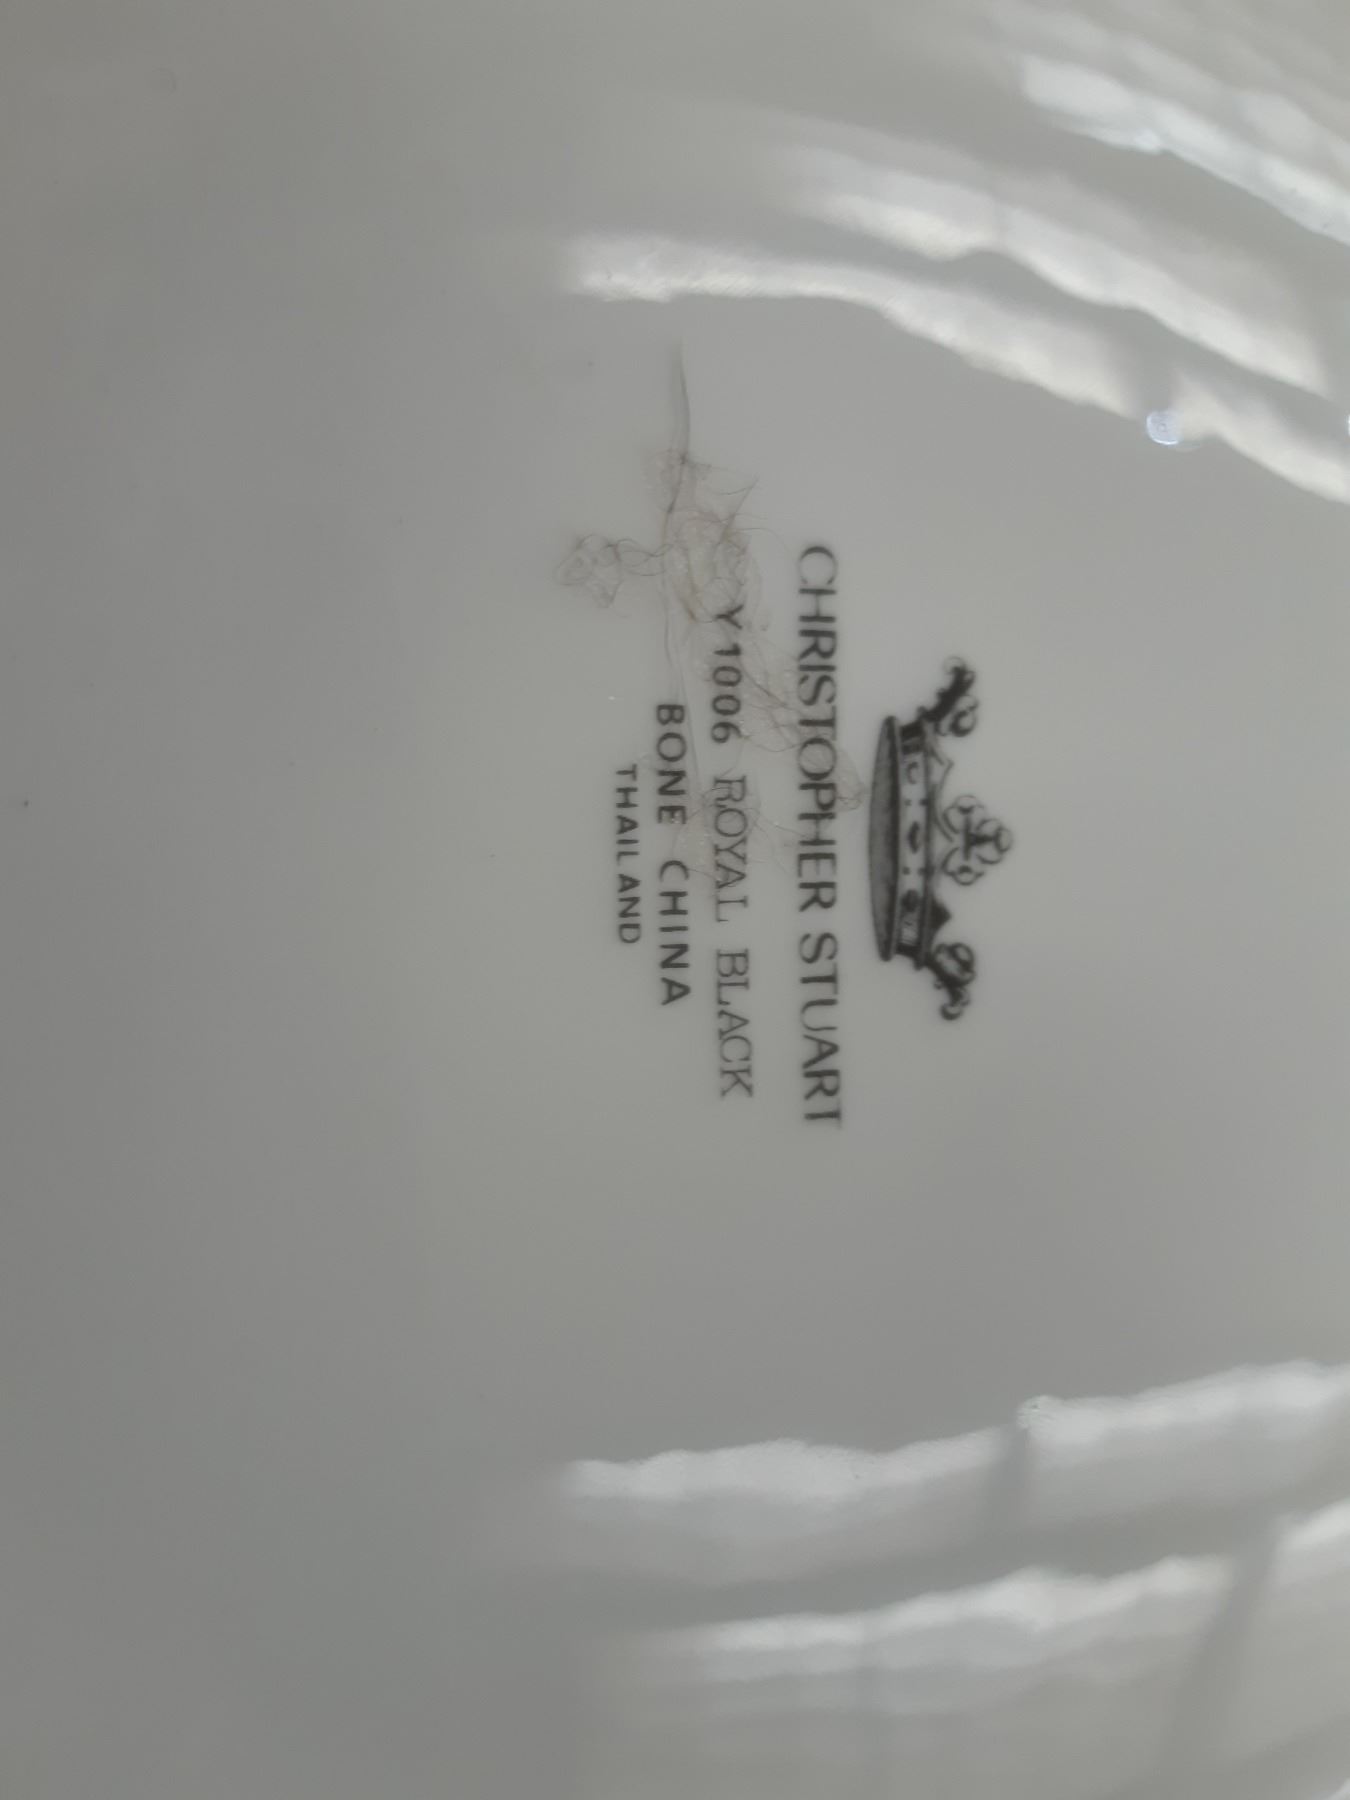 CHRISTOPHER STUART
Y1006 ROYAL BLACK
BONE CHINA
THAILAND